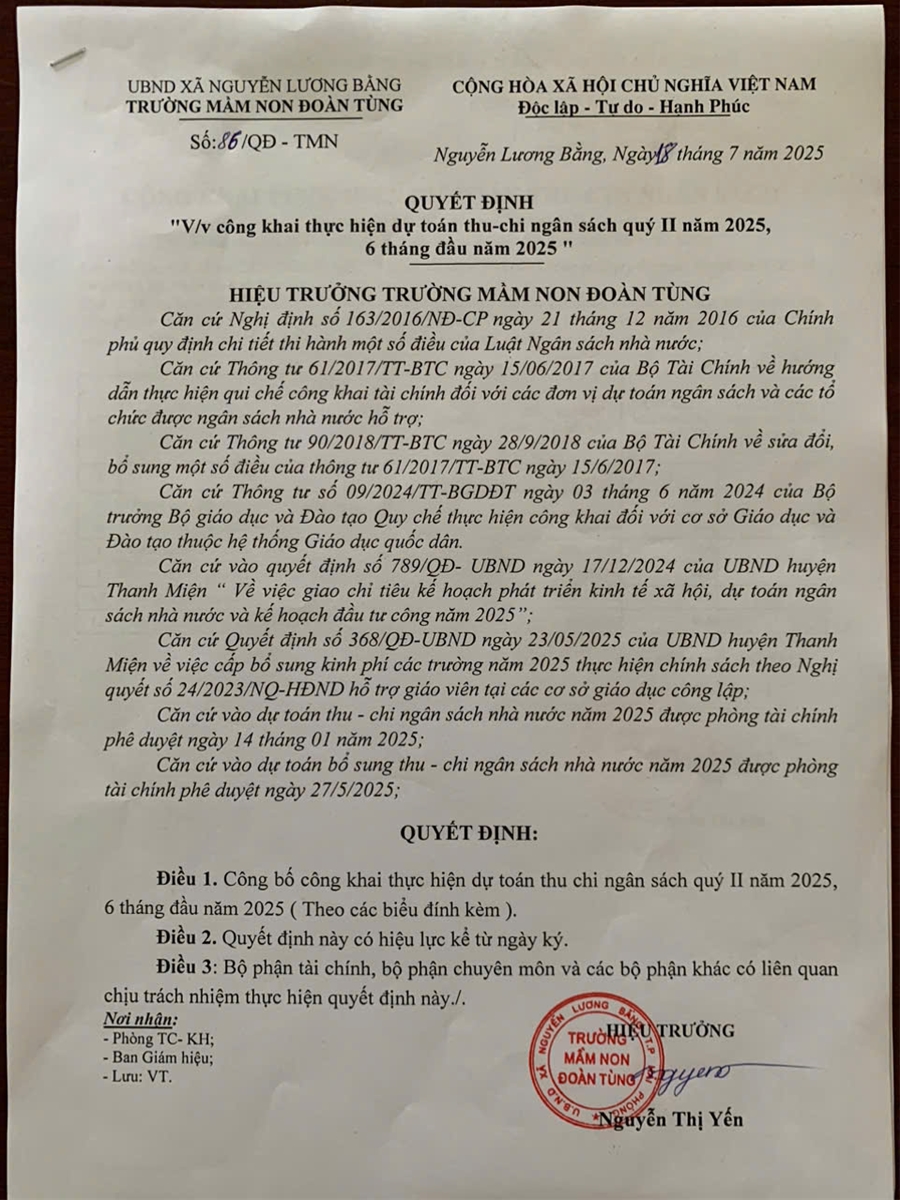 UBND XÃ NGUYỄN LƯƠNG BẰNG
TRƯỜNG MẦM NON ĐOÀN TÙNG
Số:86/QĐ - TMN
CỘNG HÒA XÃ HỘI CHỦ NGHĨA VIỆT NAM
Độc lập - Tự do - Hạnh Phúc
Nguyễn Lương Bằng, Ngày18 tháng 7 năm 2025
QUYẾT ĐỊNH
"V/v công khai thực hiện dự toán thu-chi ngân sách quý II năm 2025,
6 tháng đầu năm 2025 "
HIỆU TRƯỞNG TRƯỜNG MẦM NON ĐOÀN TÙNG
Căn cứ Nghị định số 163/2016/NĐ-CP ngày 21 tháng 12 năm 2016 của Chính
phủ quy định chi tiết thi hành một số điều của Luật Ngân sách nhà nước;
Căn cứ Thông tư 61/2017/TT-BTC ngày 15/06/2017 của Bộ Tài Chính về hướng
dẫn thực hiện qui chế công khai tài chính đối với các đơn vị dự toán ngân sách và các tổ
chức được ngân sách nhà nước hỗ trợ;
Căn cứ Thông tư 90/2018/TT-BTC ngày 28/9/2018 của Bộ Tài Chính về sửa đổi,
bổ sung một số điều của thông tư 61/2017/TT-BTC ngày 15/6/2017;
Căn cứ Thông tư số 09/2024/TT-BGDĐT ngày 03 tháng 6 năm 2024 của Bộ
trưởng Bộ giáo dục và Đào tạo Quy chế thực hiện công khai đối với cơ sở Giáo dục và
Đào tạo thuộc hệ thống Giáo dục quốc dân.
Căn cứ vào quyết định số 789/QĐ- UBND ngày 17/12/2024 của UBND huyện
Thanh Miện “ Về việc giao chỉ tiêu kế hoạch phát triển kinh tế xã hội, dự toán ngân
sách nhà nước và kế hoạch đầu tư công năm 2025”;
Căn cứ Quyết định số 368/QĐ-UBND ngày 23/05/2025 của UBND huyện Thanh
Miện về việc cấp bổ sung kinh phí các trường năm 2025 thực hiện chính sách theo Nghị
quyết số 24/2023/NQ-HĐND hỗ trợ giáo viên tại các cơ sở giáo dục công lập;
Căn cứ vào dự toán thu - chi ngân sách nhà nước năm 2025 được phòng tài chính
phê duyệt ngày 14 tháng 01 năm 2025;
Căn cứ vào dự toán bổ sung thu - chi ngân sách nhà nước năm 2025 được phòng
tài chính phê duyệt ngày 27/5/2025;
QUYẾT ĐỊNH:
Điều 1. Công bố công khai thực hiện dự toán thu chi ngân sách quý II năm 2025,
6 tháng đầu năm 2025 ( Theo các biểu đính kèm ).
Điều 2. Quyết định này có hiệu lực kể từ ngày ký.
Điều 3: Bộ phận tài chính, bộ phận chuyên môn và các bộ phận khác có liên quan
chịu trách nhiệm thực hiện quyết định này./.
Nơi nhận:
- Phòng TC- KH;
- Ban Giám hiệu;
- Lưu: VT.
HIỆU TRƯỞNG
U.B.N.D XÃ NGUYỄN LƯƠNG BẰNG T.P PHÒNG
TRƯỜNG
MẦM NON
ĐOÀN TÙNG
Nguyễn Thị Yến